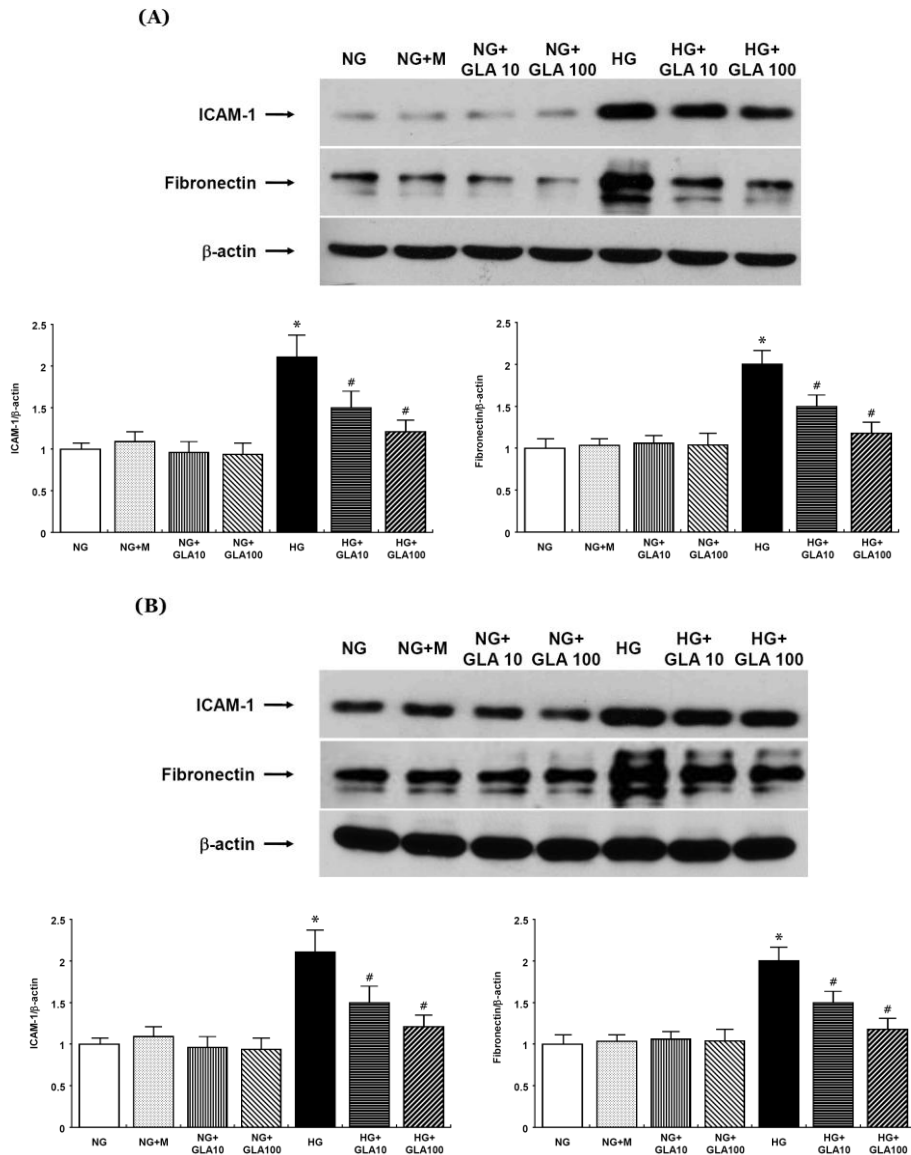 (A)
NG NG+M NG+ GLA 10 NG+ GLA 100 HG HG+ GLA 10 HG+ GLA 100
ICAM-1
Fibronectin
β-actin
ICAM-1/β-actin
2.5
2
1.5
1
0.5
0
*
#
#
NG NG+M NG+ GLA10 NG+ GLA100 HG HG+ GLA10 HG+ GLA100
Fibronectin/β-actin
2.5
2
1.5
1
0.5
0
*
#
#
NG NG+M NG+ GLA10 NG+ GLA100 HG HG+ GLA10 HG+ GLA100
(B)
NG NG+M NG+ GLA 10 NG+ GLA 100 HG HG+ GLA 10 HG+ GLA 100
ICAM-1
Fibronectin
β-actin
ICAM-1/β-actin
2.5
2
1.5
1
0.5
0
*
#
#
NG NG+M NG+ GLA10 NG+ GLA100 HG HG+ GLA10 HG+ GLA100
Fibronectin/β-actin
2.5
2
1.5
1
0.5
0
*
#
#
NG NG+M NG+ GLA10 NG+ GLA100 HG HG+ GLA10 HG+ GLA100